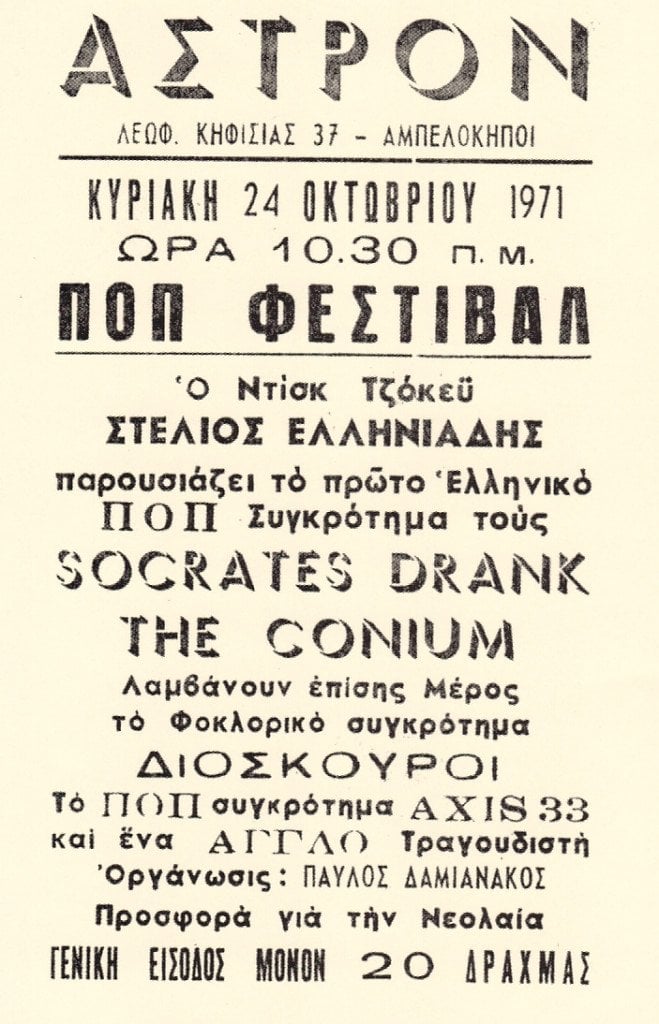 ΑΣΤΡΟΝ
ΛΕΩΦ. ΚΗΦΙΣΙΑΣ 37 - ΑΜΠΕΛΟΚΗΠΟΙ
ΚΥΡΙΑΚΗ 24 ΟΚΤΩΒΡΙΟΥ 1971
ΩΡΑ 10.30 Π.Μ.
ΠΟΠ ΦΕΣΤΙΒΑΛ
Ὁ Ντίσκ Τζόκεϋ
ΣΤΕΛΙΟΣ ΕΛΛΗΝΙΑΔΗΣ
παρουσιάζει τὸ πρῶτο Ἑλληνικὸ
ΠΟΠ Συγκρότημα τοὺς
SOCRATES DRANK
THE CONIUM
Λαμβάνουν ἐπίσης Μέρος
τὸ Φοκλορικὸ συγκρότημα
ΔΙΟΣΚΟΥΡΟΙ
Τὸ ΠΟΠ συγκρότημα AXIS 33
καὶ ἕνα ΑΓΓΛΟ Τραγουδιστὴ
Ὀργάνωσις: ΠΑΥΛΟΣ ΔΑΜΙΑΝΑΚΟΣ
Προσφορὰ γιὰ τὴν Νεολαία
ΓΕΝΙΚΗ ΕΙΣΟΔΟΣ ΜΟΝΟΝ 20 ΔΡΑΧΜΑΣ